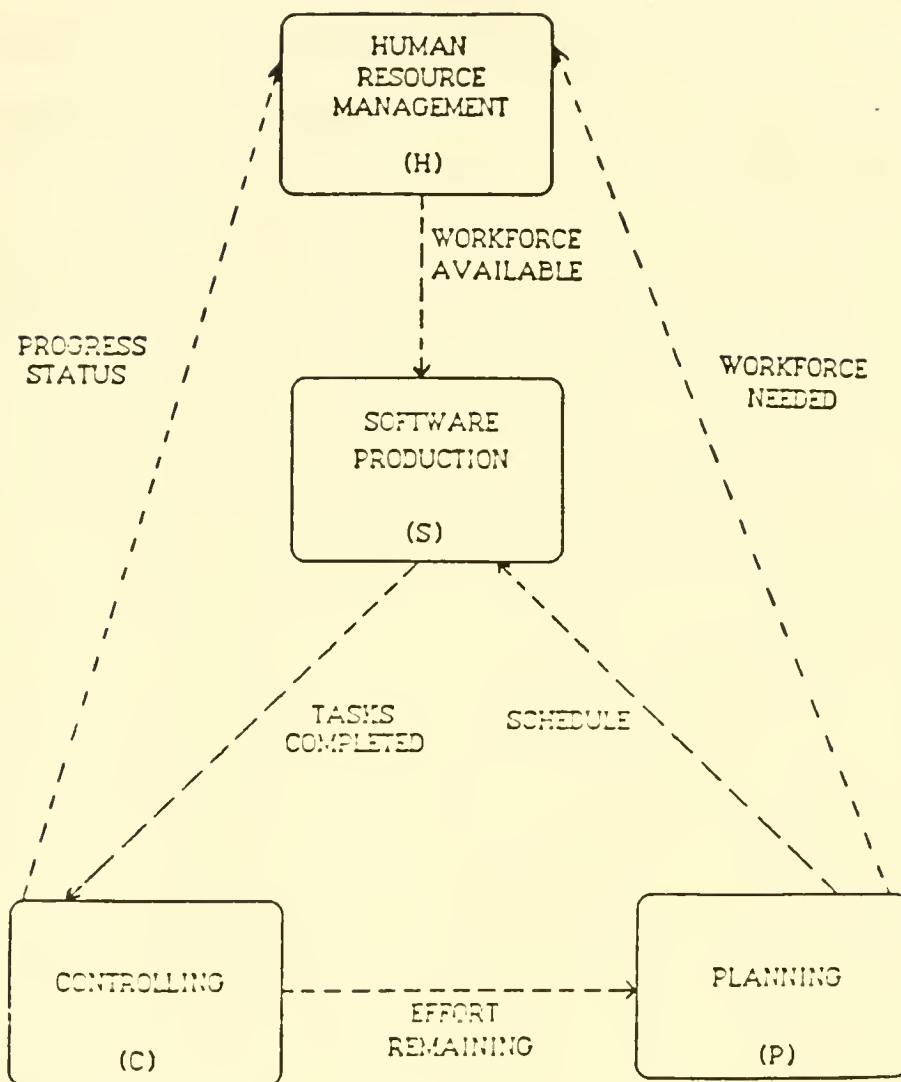 HUMAN
RESOURCE
MANAGEMENT
(H)
WORKFORCE
AVAILABLE
PROGRESS
STATUS
WORKFORCE
NEEDED
SOFTWARE
PRODUCTION
(S)
TASKS
COMPLETED
SCHEDULE
CONTROLLING
(C)
EFFORT
REMAINING
PLANNING
(P)